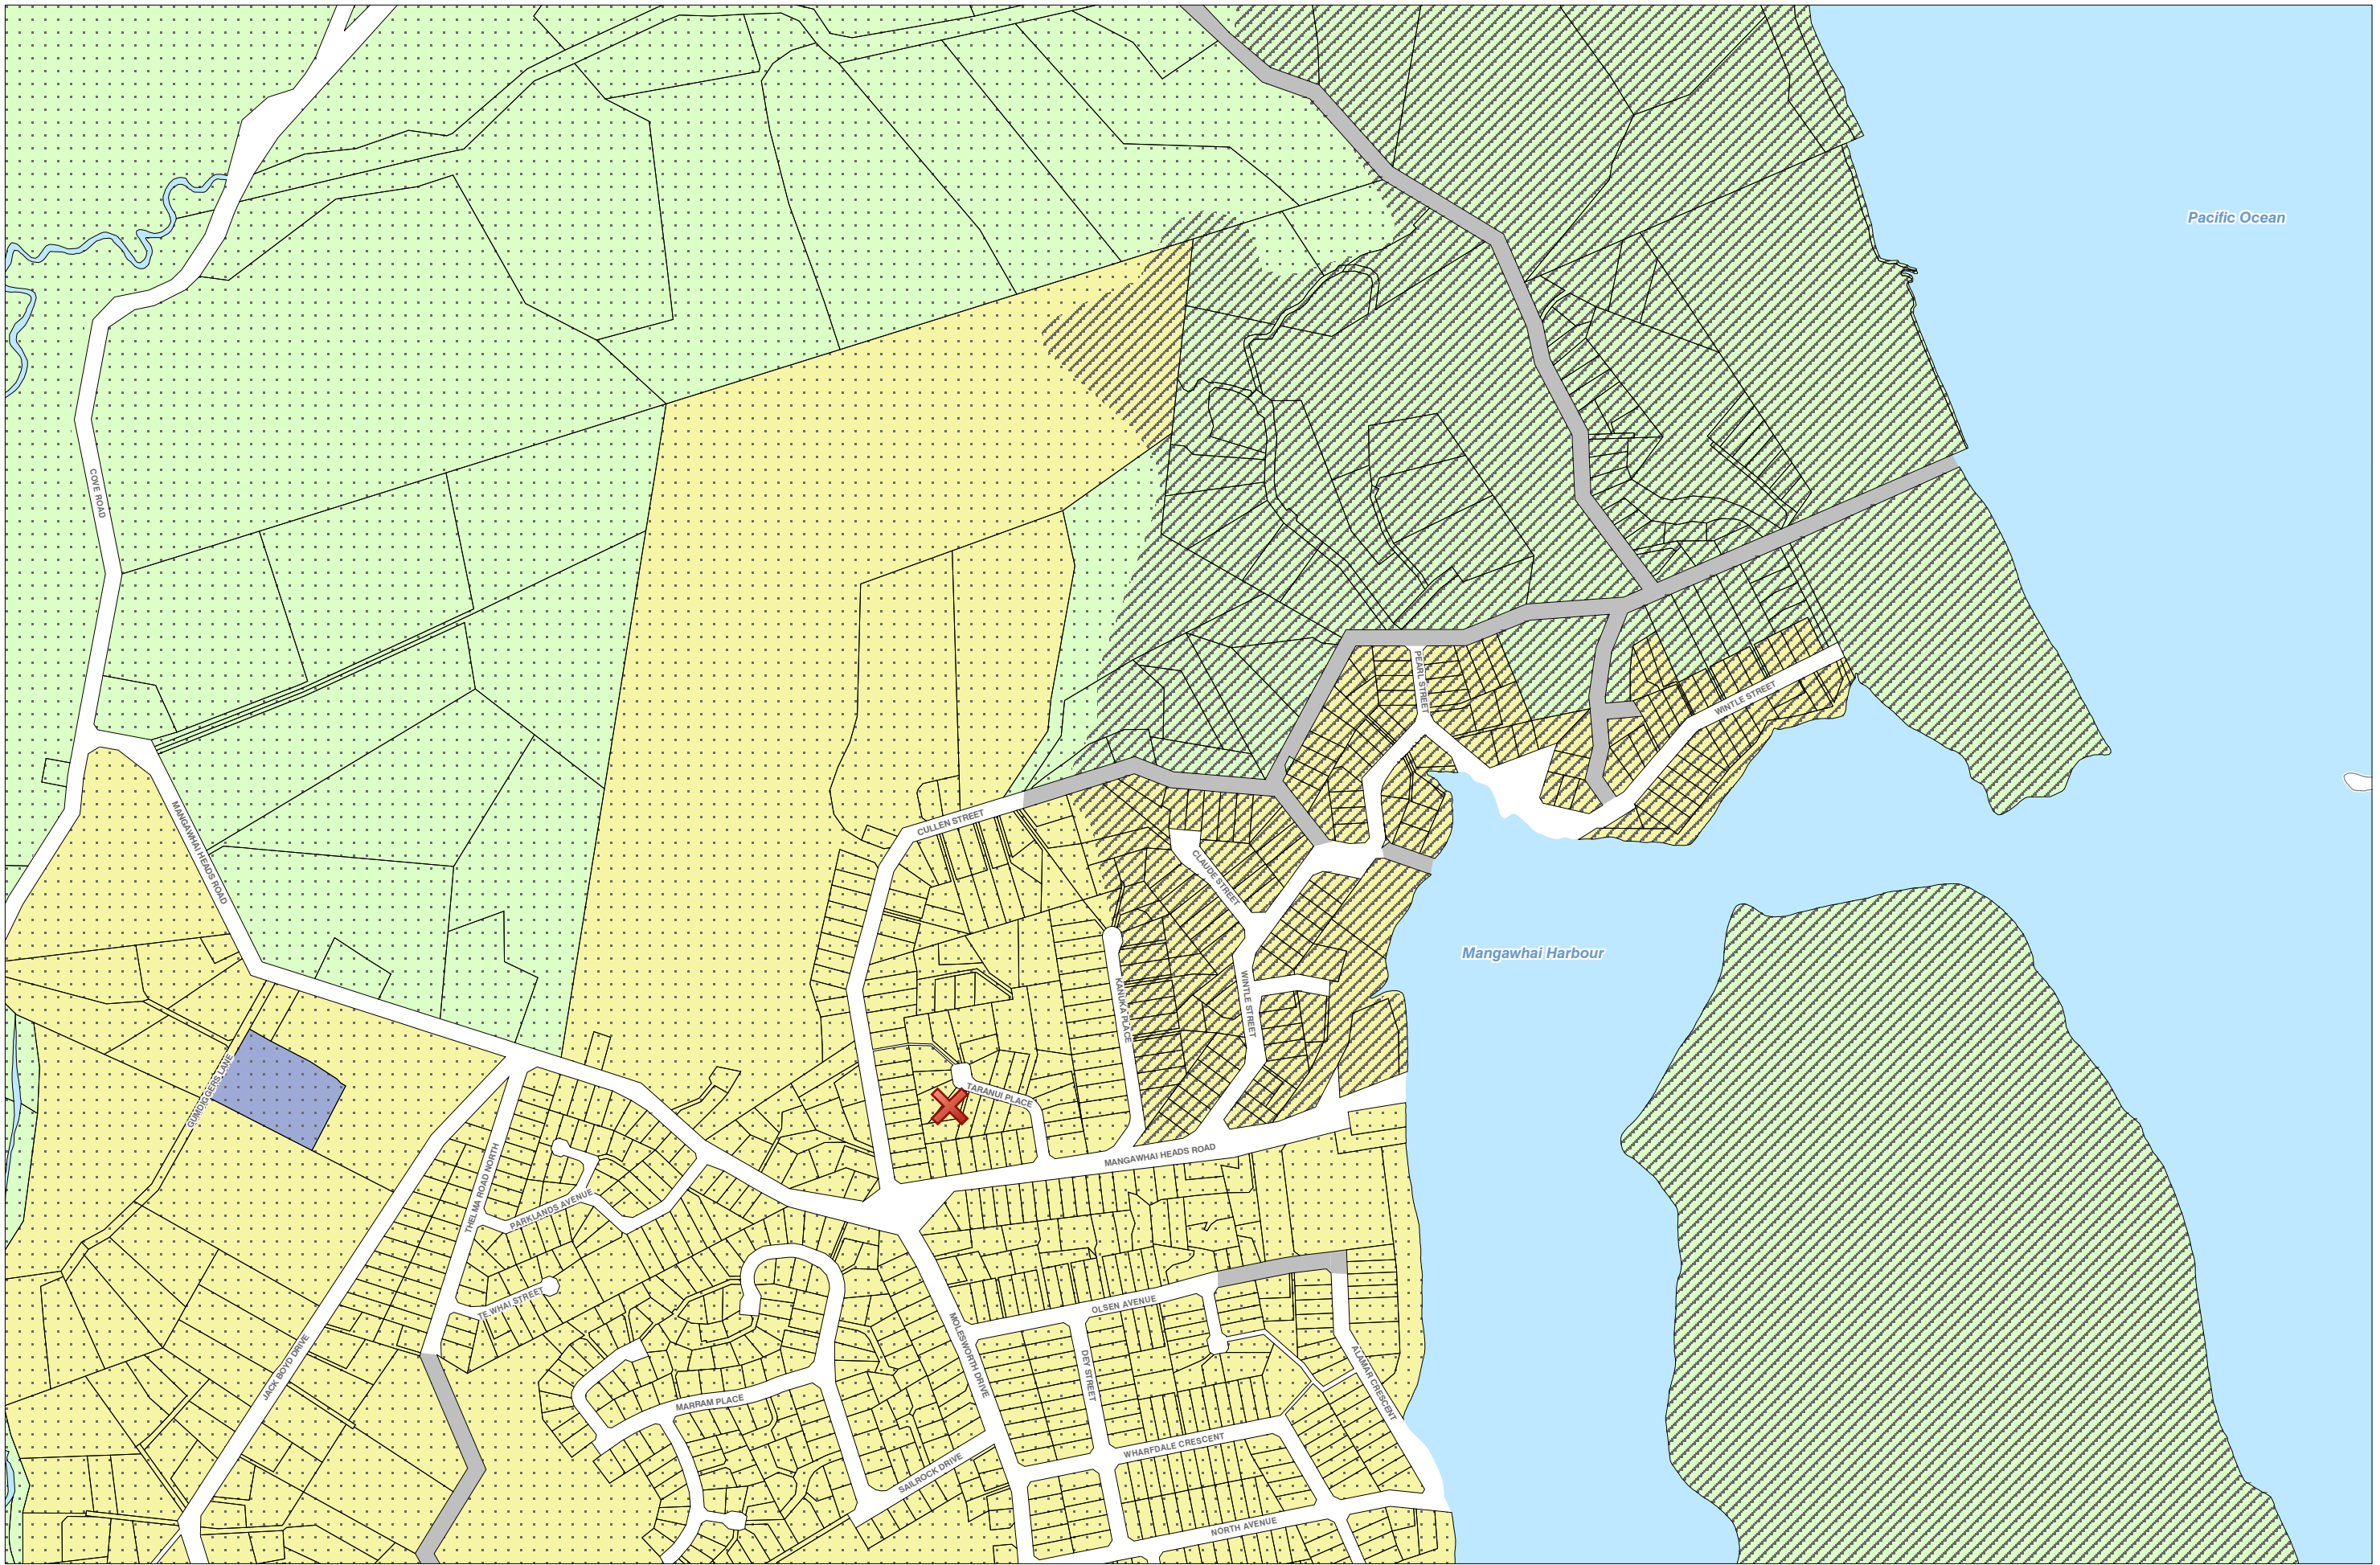 Pacific Ocean
COVE ROAD
PEARL STREET
WINTLE STREET
MANGAWHAI HEADS ROAD
CULLEN STREET
CLAUDE STREET
Mangawhai Harbour
KANUKA PLACE
WINTLE STREET
GUMDIGGERS LANE
TARANUI PLACE
MANGAWHAI HEADS ROAD
THELMA ROAD NORTH
PARKLANDS AVENUE
TE WHAI STREET
OLSEN AVENUE
JACK BOYD DRIVE
MOLESWORTH DRIVE
DEY STREET
ALAMAR CRESCENT
MARRAM PLACE
WHARFDALE CRESCENT
SAILROCK DRIVE
NORTH AVENUE